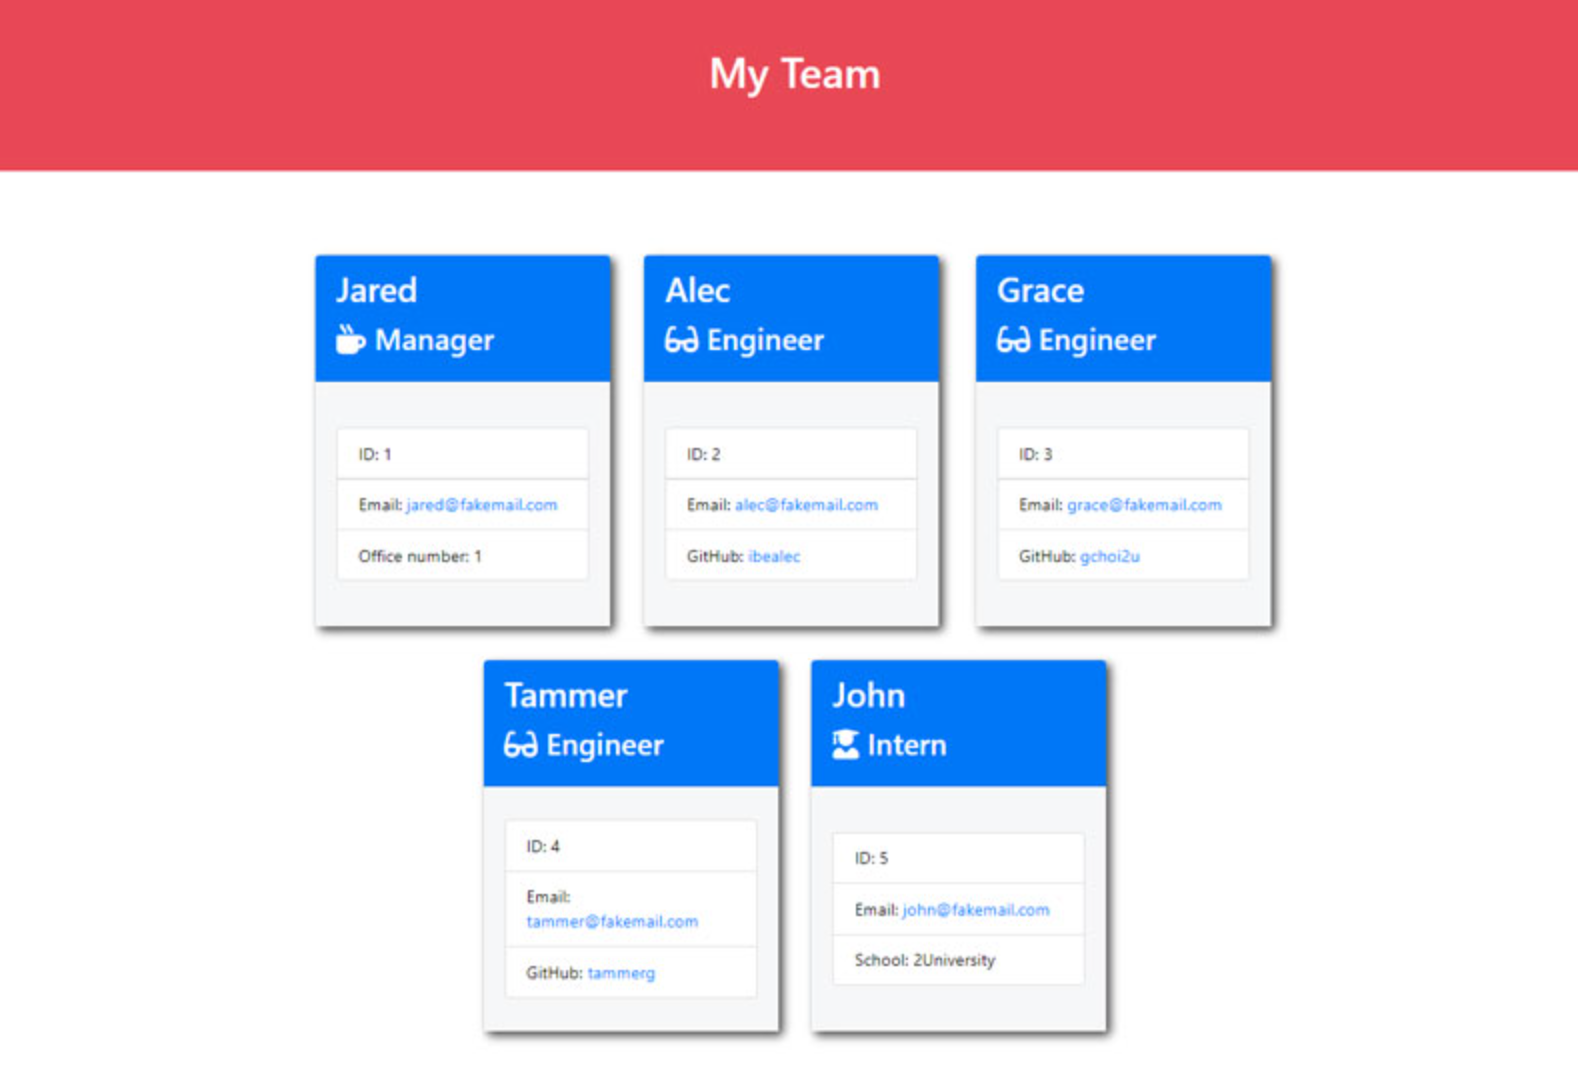 My Team
Jared
Manager
ID: 1
Email: jared@fakemail.com
Office number: 1
Alec
Engineer
ID: 2
Email: alec@fakemail.com
GitHub: ibealec
Grace
Engineer
ID: 3
Email: grace@fakemail.com
GitHub: gchoi2u
Tammer
Engineer
ID: 4
Email:
tammer@fakemail.com
GitHub: tammerg
John
Intern
ID: 5
Email: john@fakemail.com
School: 2University